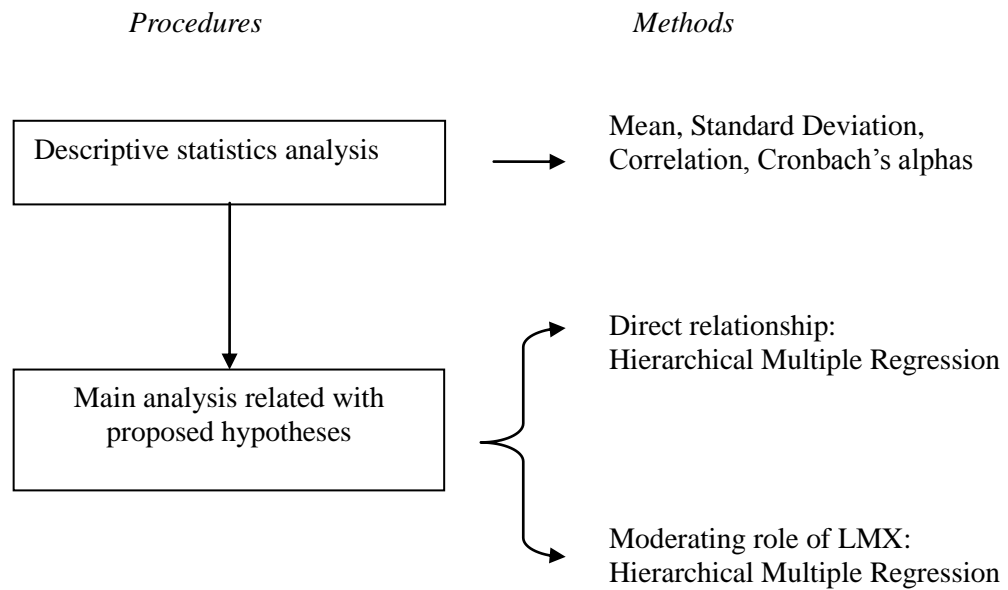 Procedures
Methods
Descriptive statistics analysis
Mean, Standard Deviation,
Correlation, Cronbach’s alphas
Main analysis related with
proposed hypotheses
Direct relationship:
Hierarchical Multiple Regression
Moderating role of LMX:
Hierarchical Multiple Regression